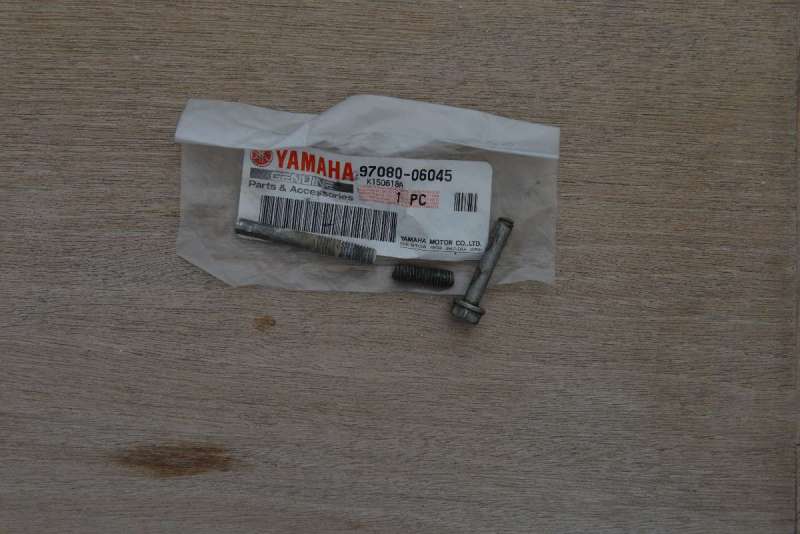 YAMAHA 97080-06045
GENUINE K150618A
Parts & Accessories 1 PC
YAMAHA MOTOR CO.,LTD.